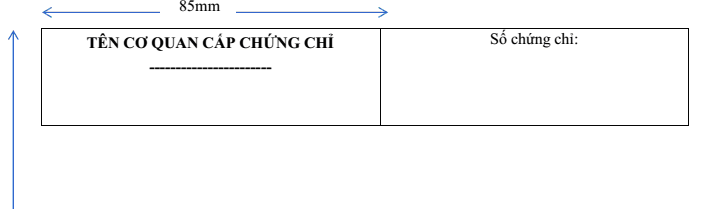 85mm
TÊN CƠ QUAN CẤP CHỨNG CHỈ
-----------------------
Số chứng chỉ: